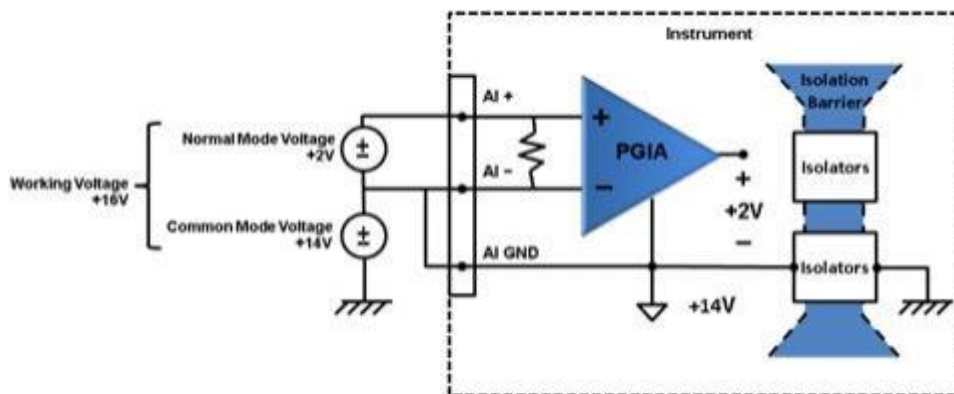 Instrument
AI +
Isolation
Barrier
Normal Mode Voltage
+2V
+
PGIA
Isolators
AI −
−
+
Working Voltage
+16V
+2V
Common Mode Voltage
+14V
−
AI GND
Isolators
+14V